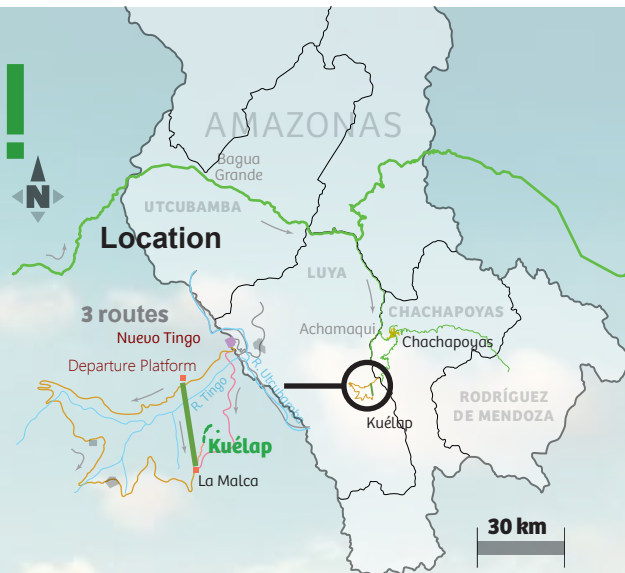 !
N
AMAZONAS
Bagua
Grande
UTCUBAMBA
Location
LUYA
3 routes
CHACHAPOYAS
Achamaqui
Chachapoyas
Nuevo Tingo
Departure Platform
R. Utcubamba
R. Tingo
RODRÍGUEZ
DE MENDOZA
Kuélap
Kuélap
La Malca
30 km